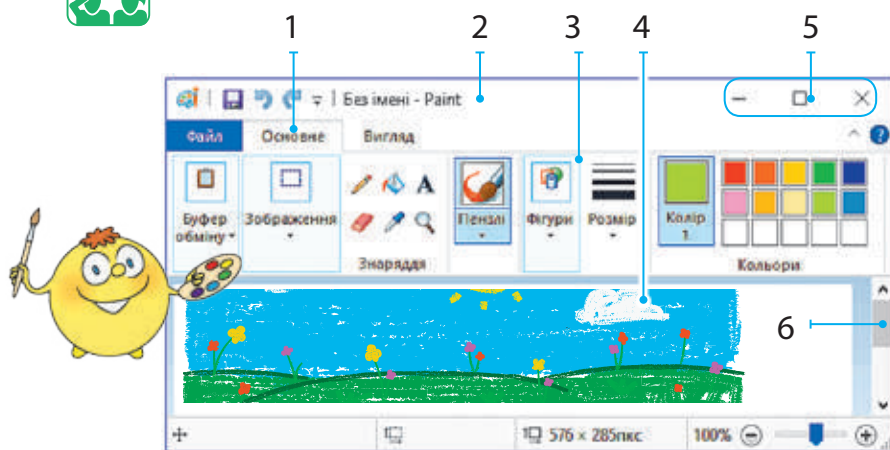 1 2 3 4 5
Без імені - Paint
Файл Основне Вигляд
Буфер обміну
Зображення
Знаряддя
Пензлі
Фігури
Розмір
Колір 1
Кольори
A
6
576 × 285пкс 100%